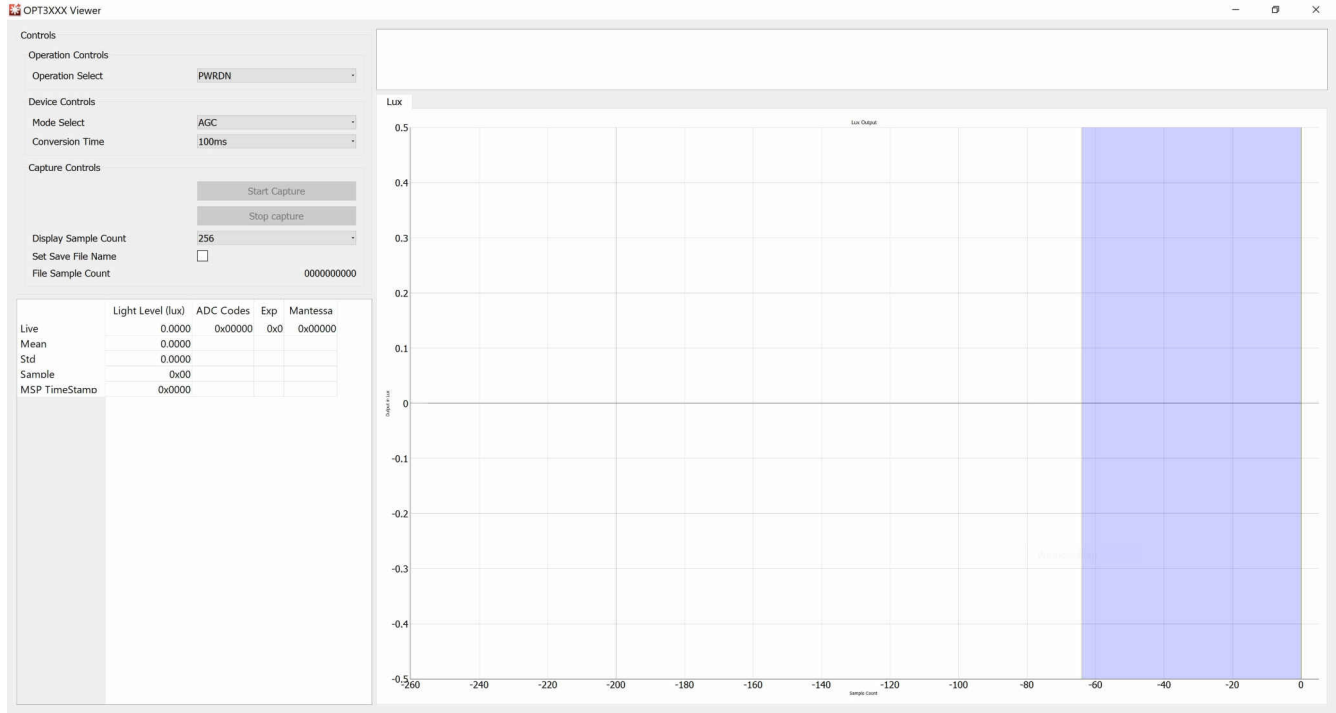 OPT3XXX Viewer
Controls
Operation Controls
Operation Select PWRDN
Device Controls
Mode Select AGC
Conversion Time 100ms
Capture Controls
Start Capture
Stop capture
Display Sample Count 256
Set Save File Name
File Sample Count 0000000000
Light Level (lux) ADC Codes Exp Mantessa
Live 0.0000 0x00000 0x0 0x00000
Mean 0.0000
Std 0.0000
Sample 0x00
MSP TimeStamp 0x0000
Lux
Lux Output
0.5
0.4
0.3
0.2
0.1
0
-0.1
-0.2
-0.3
-0.4
-0.5
Output in Lux
-260 -240 -220 -200 -180 -160 -140 -120 -100 -80 -60 -40 -20 0
Sample Count